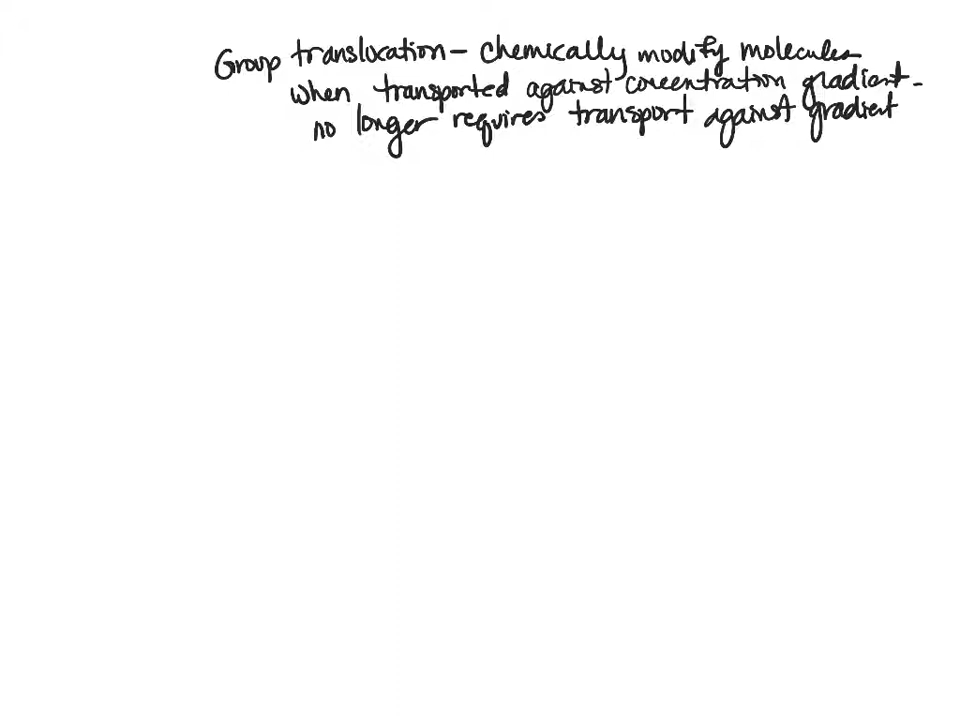 Group translocation – chemically modify molecules
when transported against concentration gradient -
no longer requires transport against gradient